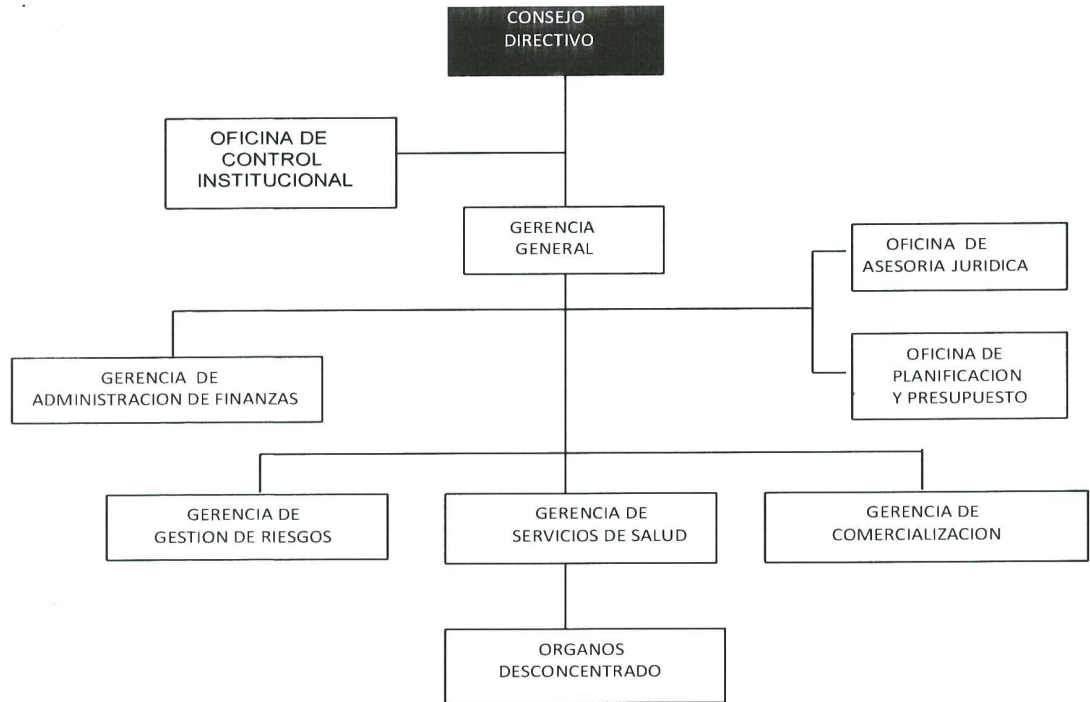 CONSEJO
DIRECTIVO
OFICINA DE
CONTROL
INSTITUCIONAL
GERENCIA
GENERAL
OFICINA DE
ASESORIA JURIDICA
GERENCIA DE
ADMINISTRACION DE FINANZAS
OFICINA DE
PLANIFICACION
Y PRESUPUESTO
GERENCIA DE
GESTION DE RIESGOS
GERENCIA DE
SERVICIOS DE SALUD
GERENCIA DE
COMERCIALIZACION
ORGANOS
DESCONCENTRADO